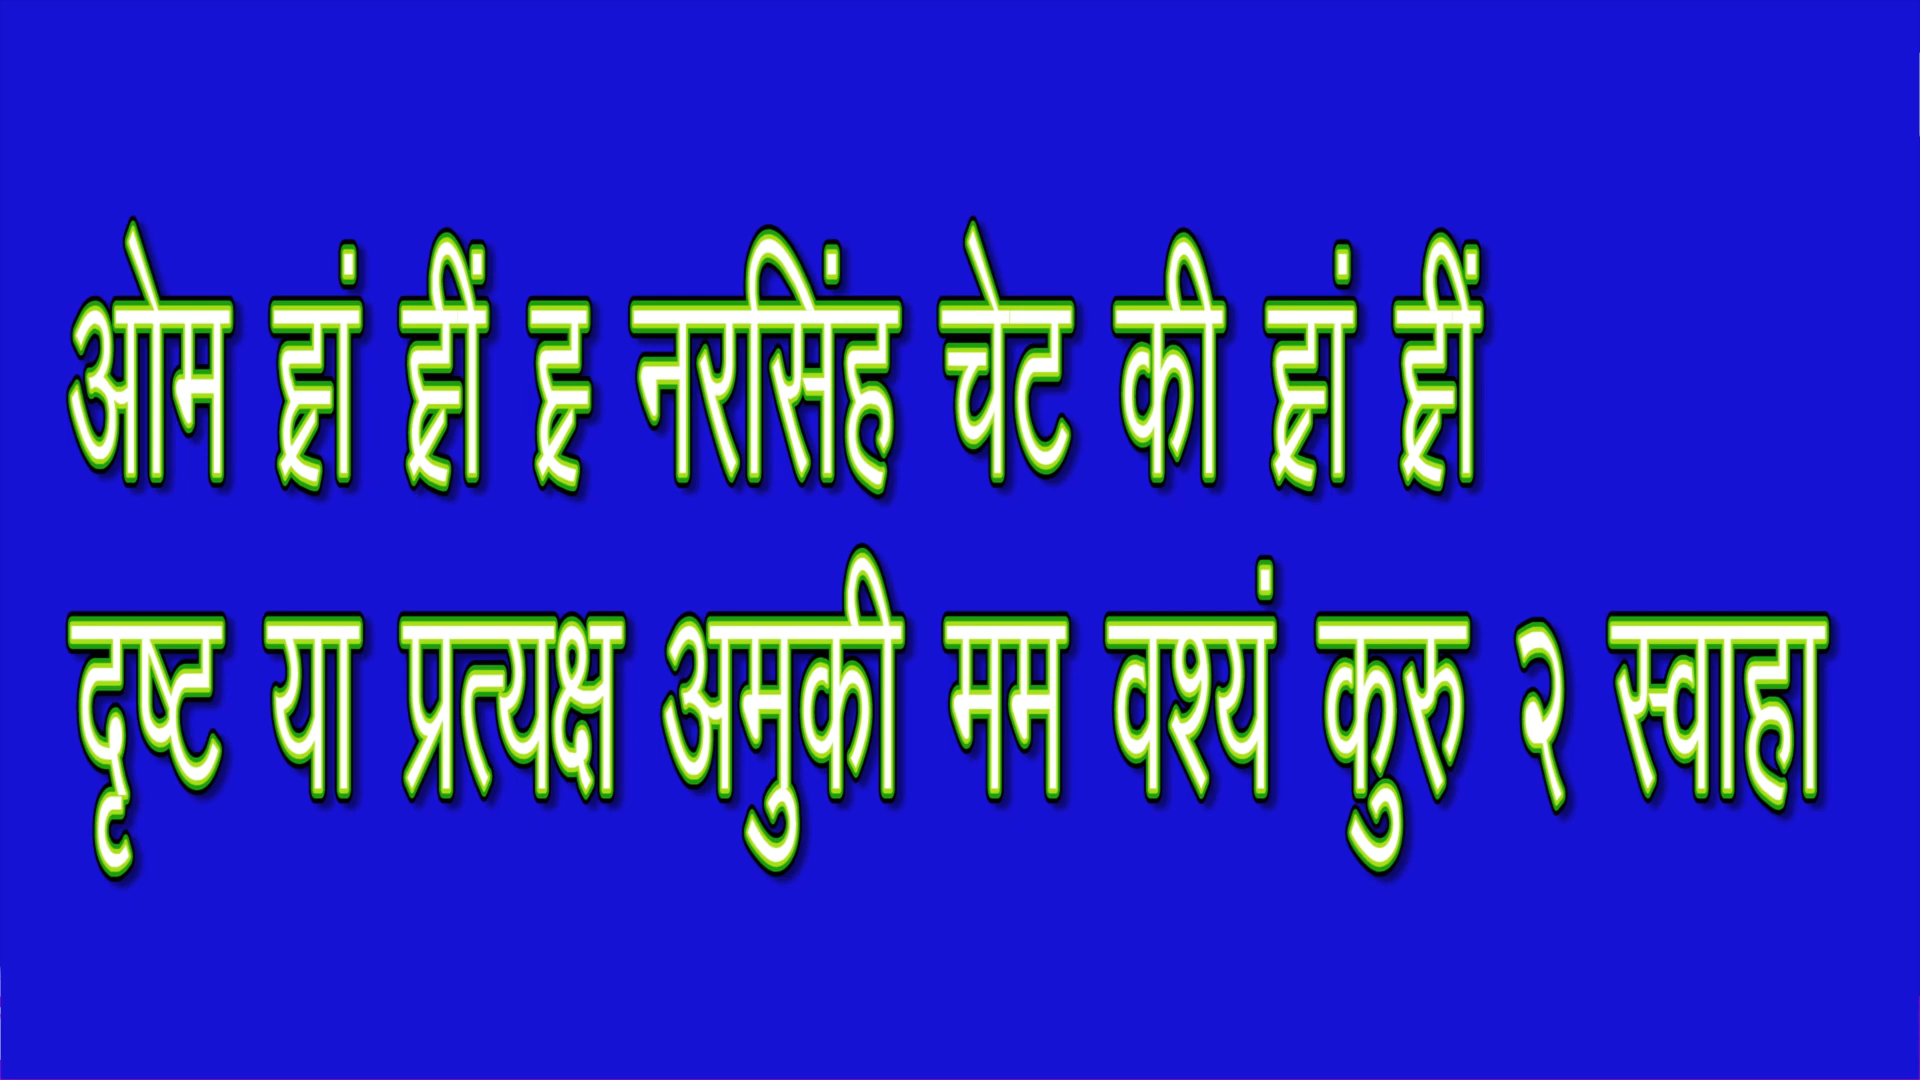 ओम ह्रां ह्रीं ह्र नरसिंह चेट की ह्रां ह्रीं
दृष्ट या प्रत्यक्ष अमुकी मम वश्यं कुरु २ स्वाहा